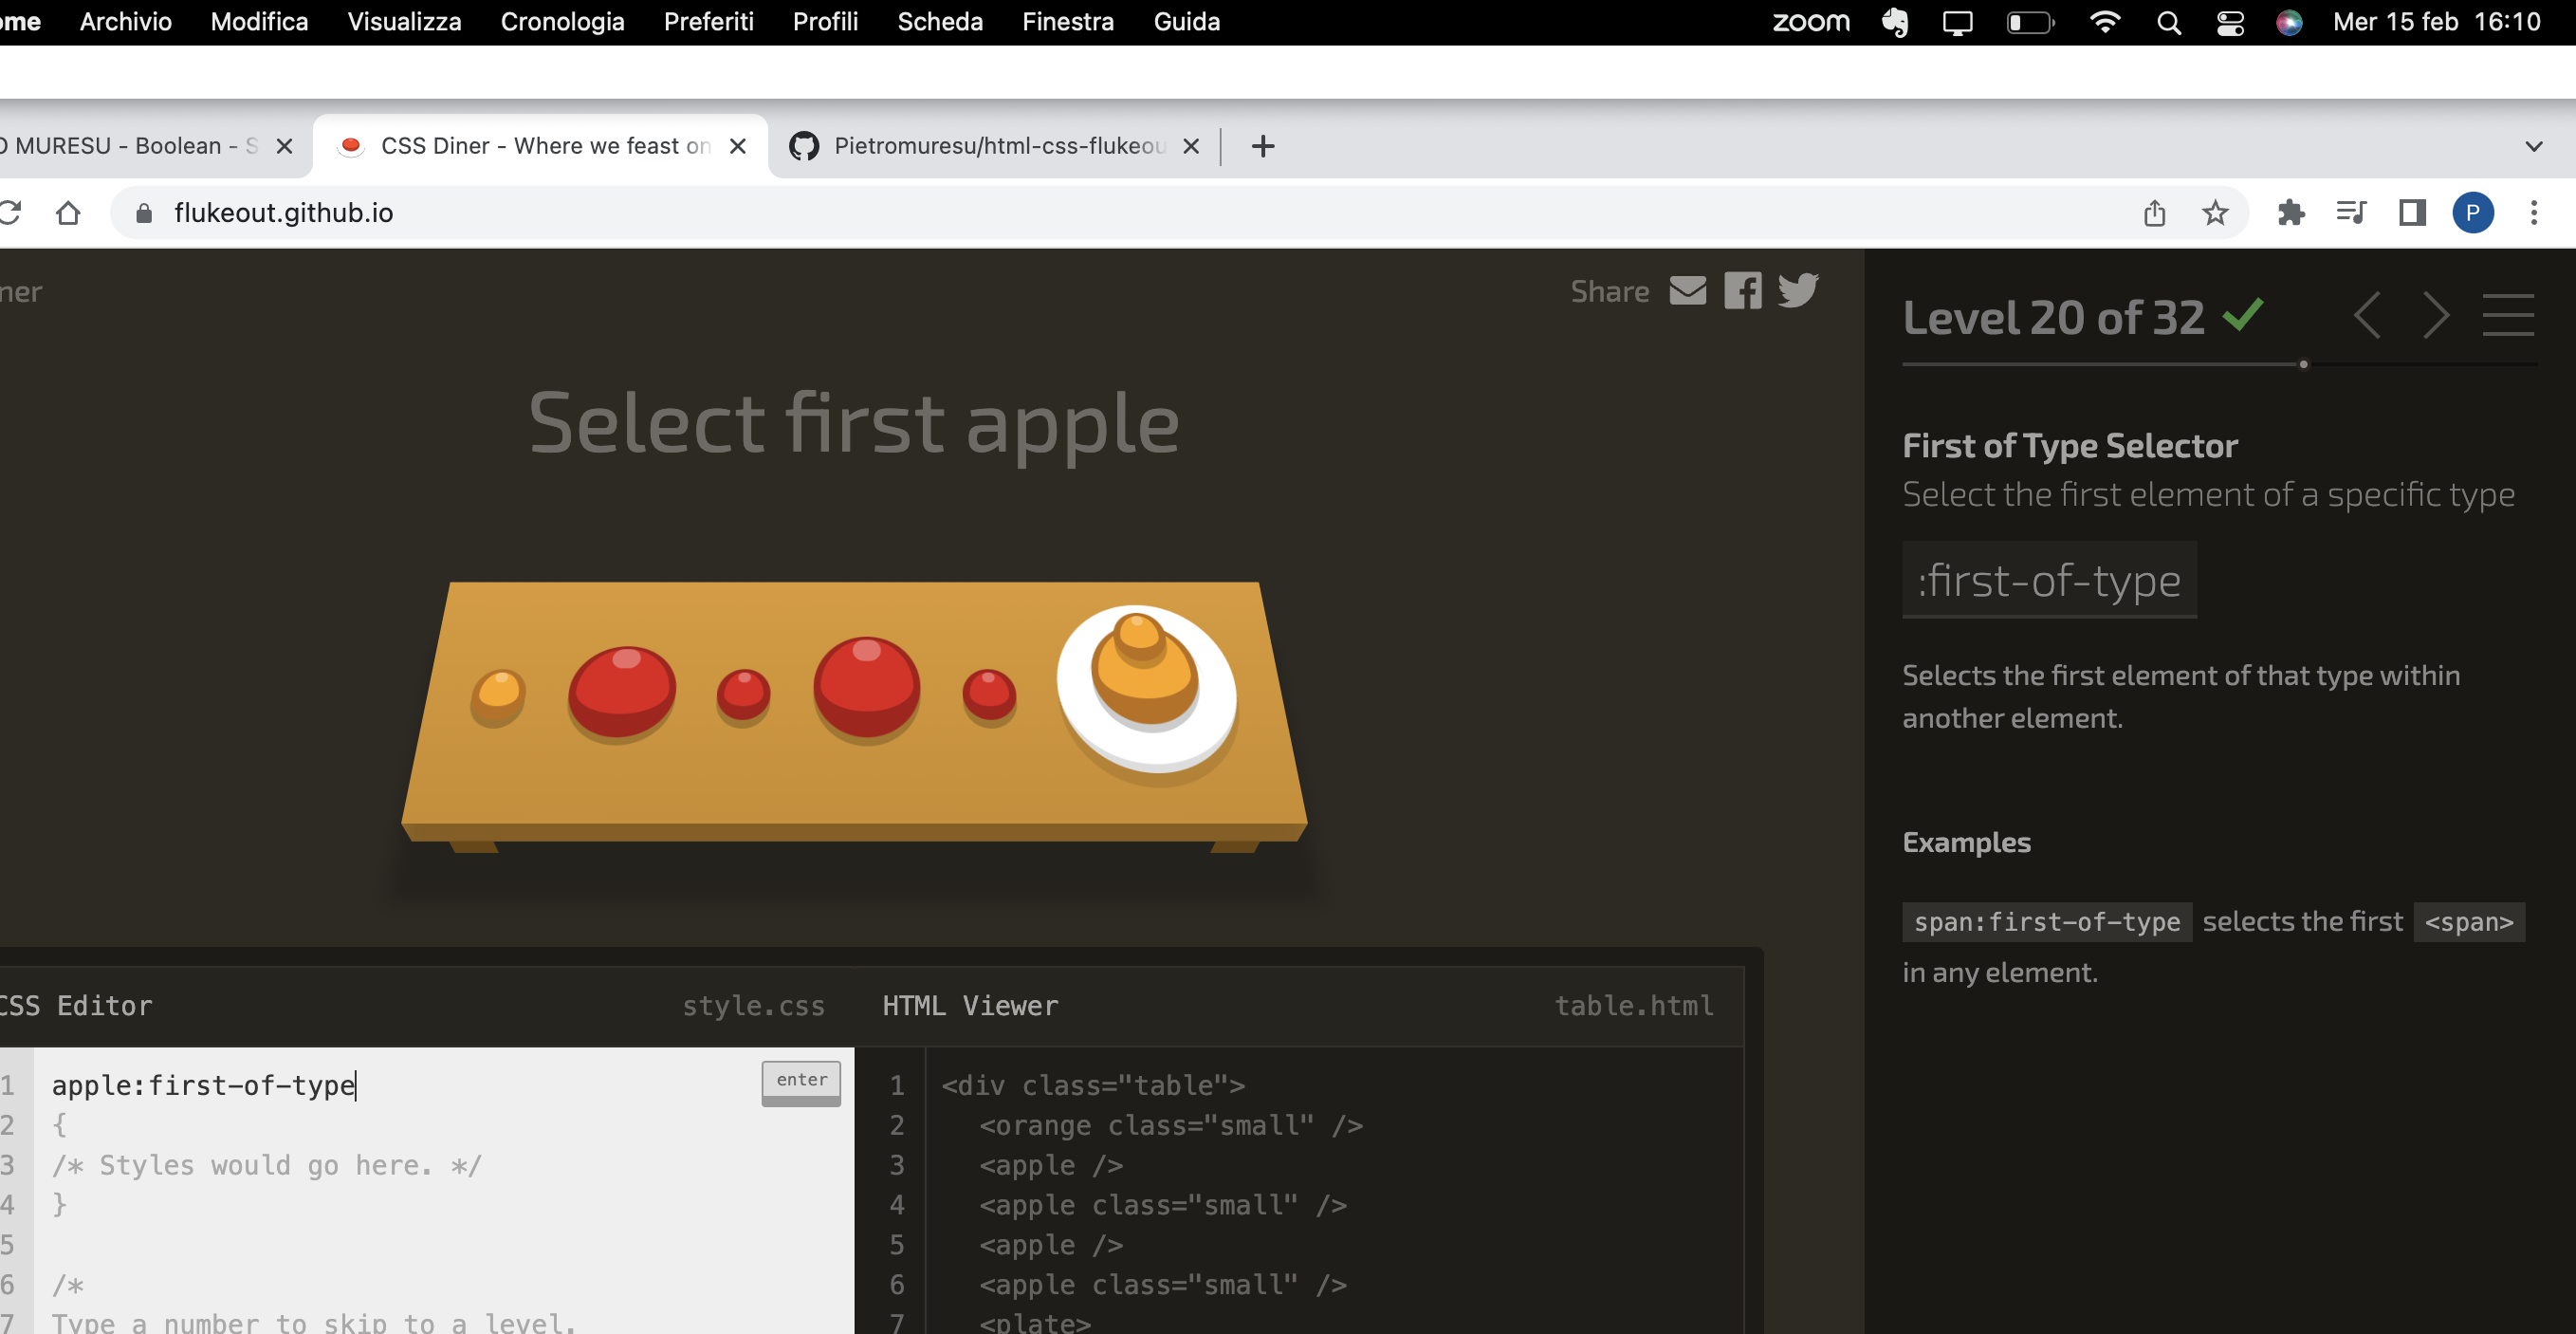 ome Archivio Modifica Visualizza Cronologia Preferiti Profili Scheda Finestra Guida zoom Mer 15 feb 16:10
O MURESU - Boolean - S CSS Diner - Where we feast on Pietromuresu/html-css-flukeou
flukeout.github.io P
ner Share
Level 20 of 32
Select first apple
First of Type Selector
Select the first element of a specific type
:first-of-type
Selects the first element of that type within
another element.
Examples
span:first-of-type selects the first <span>
in any element.
CSS Editor style.css
1 apple:first-of-type enter
2 {
3 /* Styles would go here. */
4 }
5
6 /*
7 Type a number to skip to a level.
HTML Viewer table.html
1 <div class="table">
2 <orange class="small" />
3 <apple />
4 <apple class="small" />
5 <apple />
6 <apple class="small" />
7 <plate>